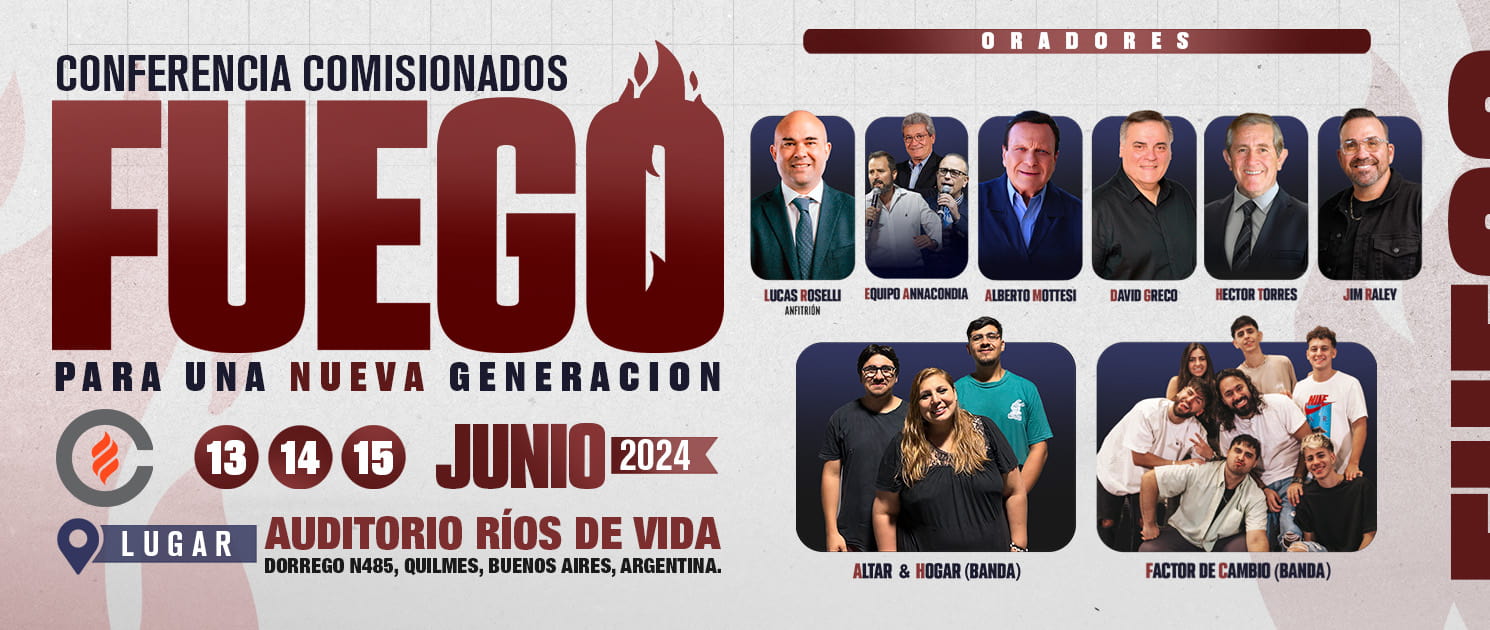 CONFERENCIA COMISIONADOS
FUEGO
PARA UNA NUEVA GENERACION
13 14 15 JUNIO 2024
LUGAR
AUDITORIO RÍOS DE VIDA
DORREGO N485, QUILMES, BUENOS AIRES, ARGENTINA.
ORADORES
LUCAS ROSELLI
ANFITRIÓN
EQUIPO ANNACONDIA
ALBERTO MOTTESI
DAVID GRECO
HECTOR TORRES
JIM RALEY
NIKE
ALTAR & HOGAR (BANDA)
FACTOR DE CAMBIO (BANDA)